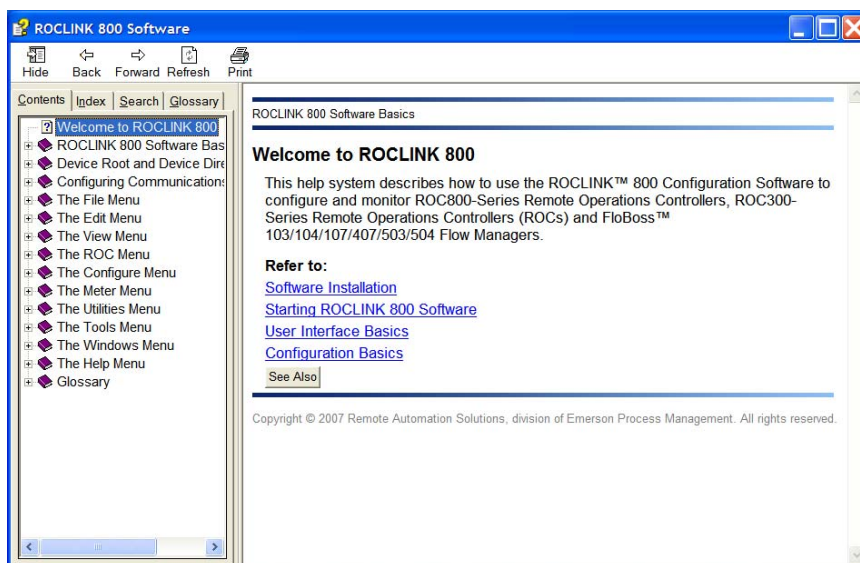 ROCLINK 800 Software
Hide Back Forward Refresh Print
Contents Index Search Glossary
Welcome to ROCLINK 800
ROCLINK 800 Software Bas
Device Root and Device Dire
Configuring Communications
The File Menu
The Edit Menu
The View Menu
The ROC Menu
The Configure Menu
The Meter Menu
The Utilities Menu
The Tools Menu
The Windows Menu
The Help Menu
Glossary
ROCLINK 800 Software Basics
Welcome to ROCLINK 800
This help system describes how to use the ROCLINK™ 800 Configuration Software to
configure and monitor ROC800-Series Remote Operations Controllers, ROC300-
Series Remote Operations Controllers (ROCs) and FloBoss™
103/104/107/407/503/504 Flow Managers.
Refer to:
Software Installation
Starting ROCLINK 800 Software
User Interface Basics
Configuration Basics
See Also
Copyright © 2007 Remote Automation Solutions, division of Emerson Process Management. All rights reserved.